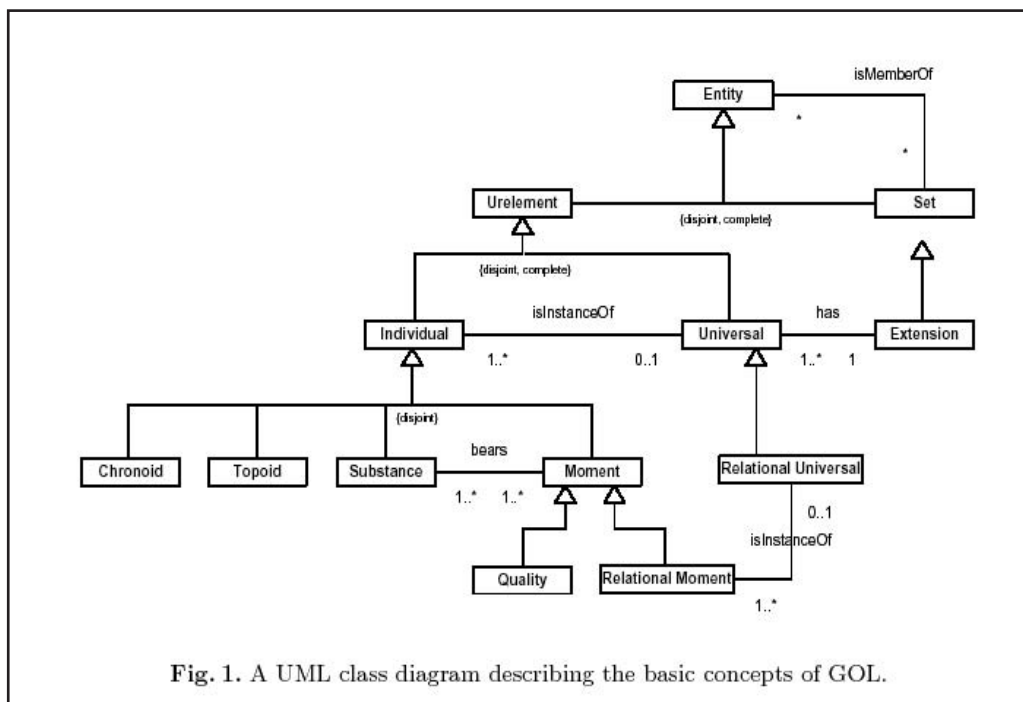 isMemberOf
Entity
*
*
Urelement
Set
{disjoint, complete}
{disjoint, complete}
isInstanceOf
has
Individual
Universal
Extension
1..*
0..1
1..*
1
{disjoint}
bears
Chronoid
Topoid
Substance
Moment
Relational Universal
1..*
1..*
0..1
isInstanceOf
Quality
Relational Moment
1..*
Fig. 1. A UML class diagram describing the basic concepts of GOL.